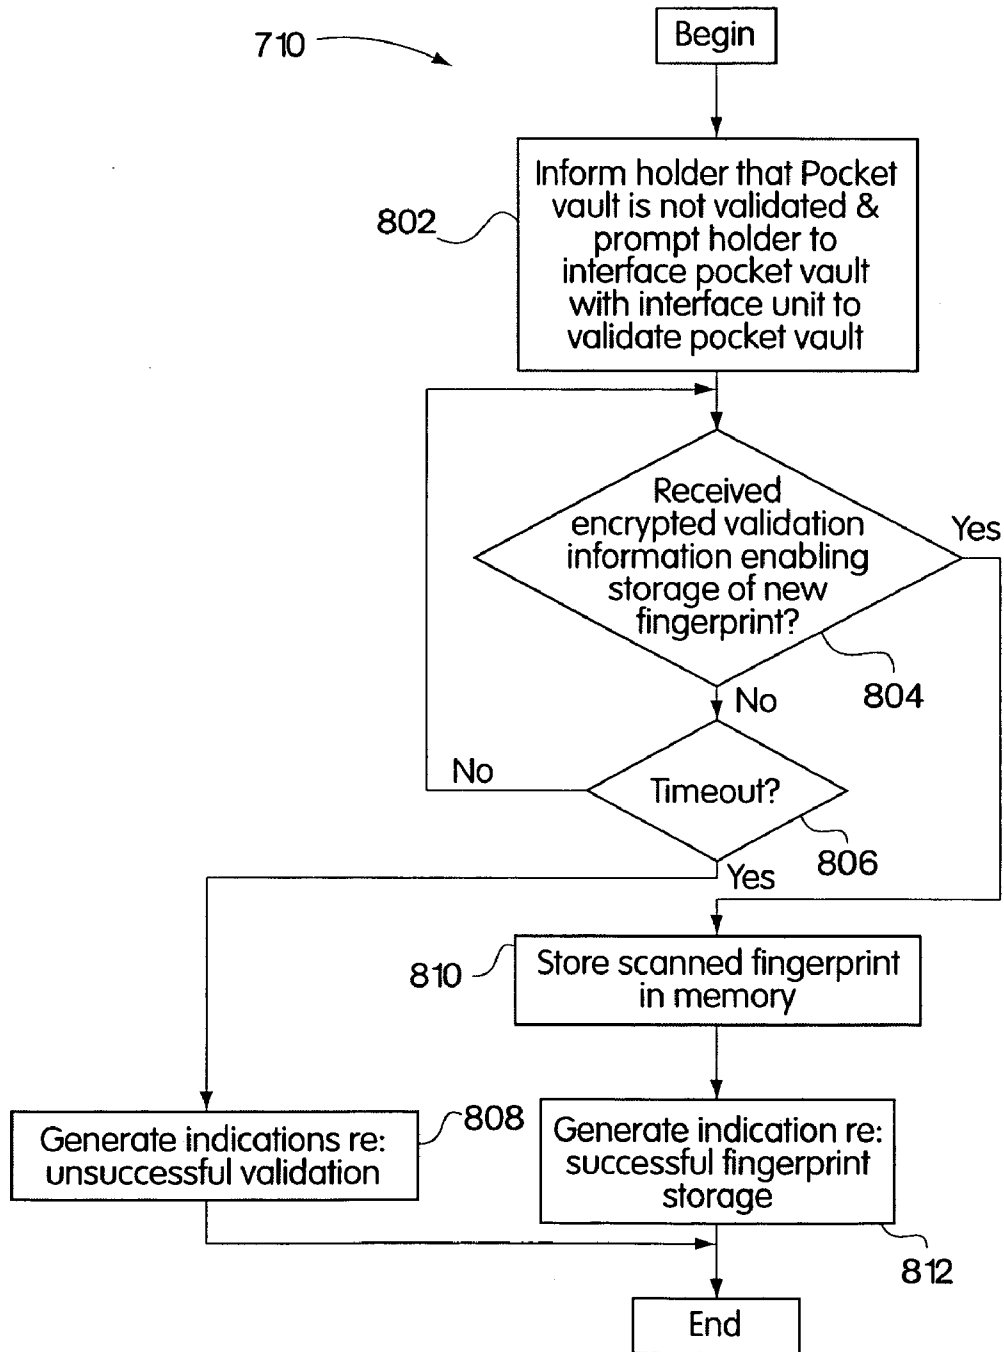 710
Begin
Inform holder that Pocket
vault is not validated &
prompt holder to
interface pocket vault
with interface unit to
validate pocket vault
802
Received
encrypted validation
information enabling
storage of new
fingerprint?
Yes
804
No
Timeout?
No
806
Yes
810
Store scanned fingerprint
in memory
Generate indications re:
unsuccessful validation
808
Generate indication re:
successful fingerprint
storage
812
End